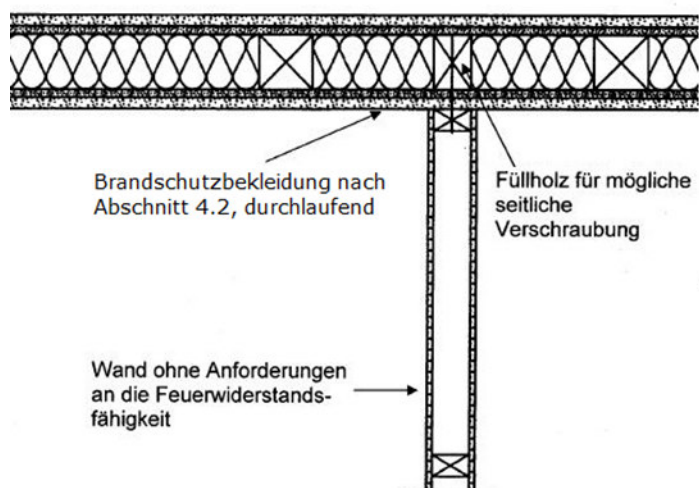 Brandschutzbekleidung nach
Abschnitt 4.2, durchlaufend
Füllholz für mögliche
seitliche
Verschraubung
Wand ohne Anforderungen
an die Feuerwiderstands-
fähigkeit